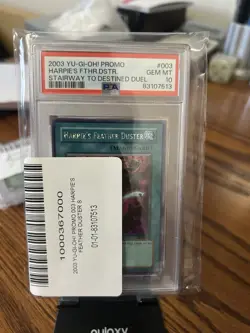 2003 YU-GI-OH! PROMO #003
HARPIE'S FTHR.DSTR. GEM MT
STAIRWAY TO DESTINED DUEL 10
PSA 83107513
HARPIE'S FEATHER DUSTER
1000367000
2003 YU-GI-OH! PROMO 003 HARPIE'S
FEATHER DUSTER 8
01-01-83107513